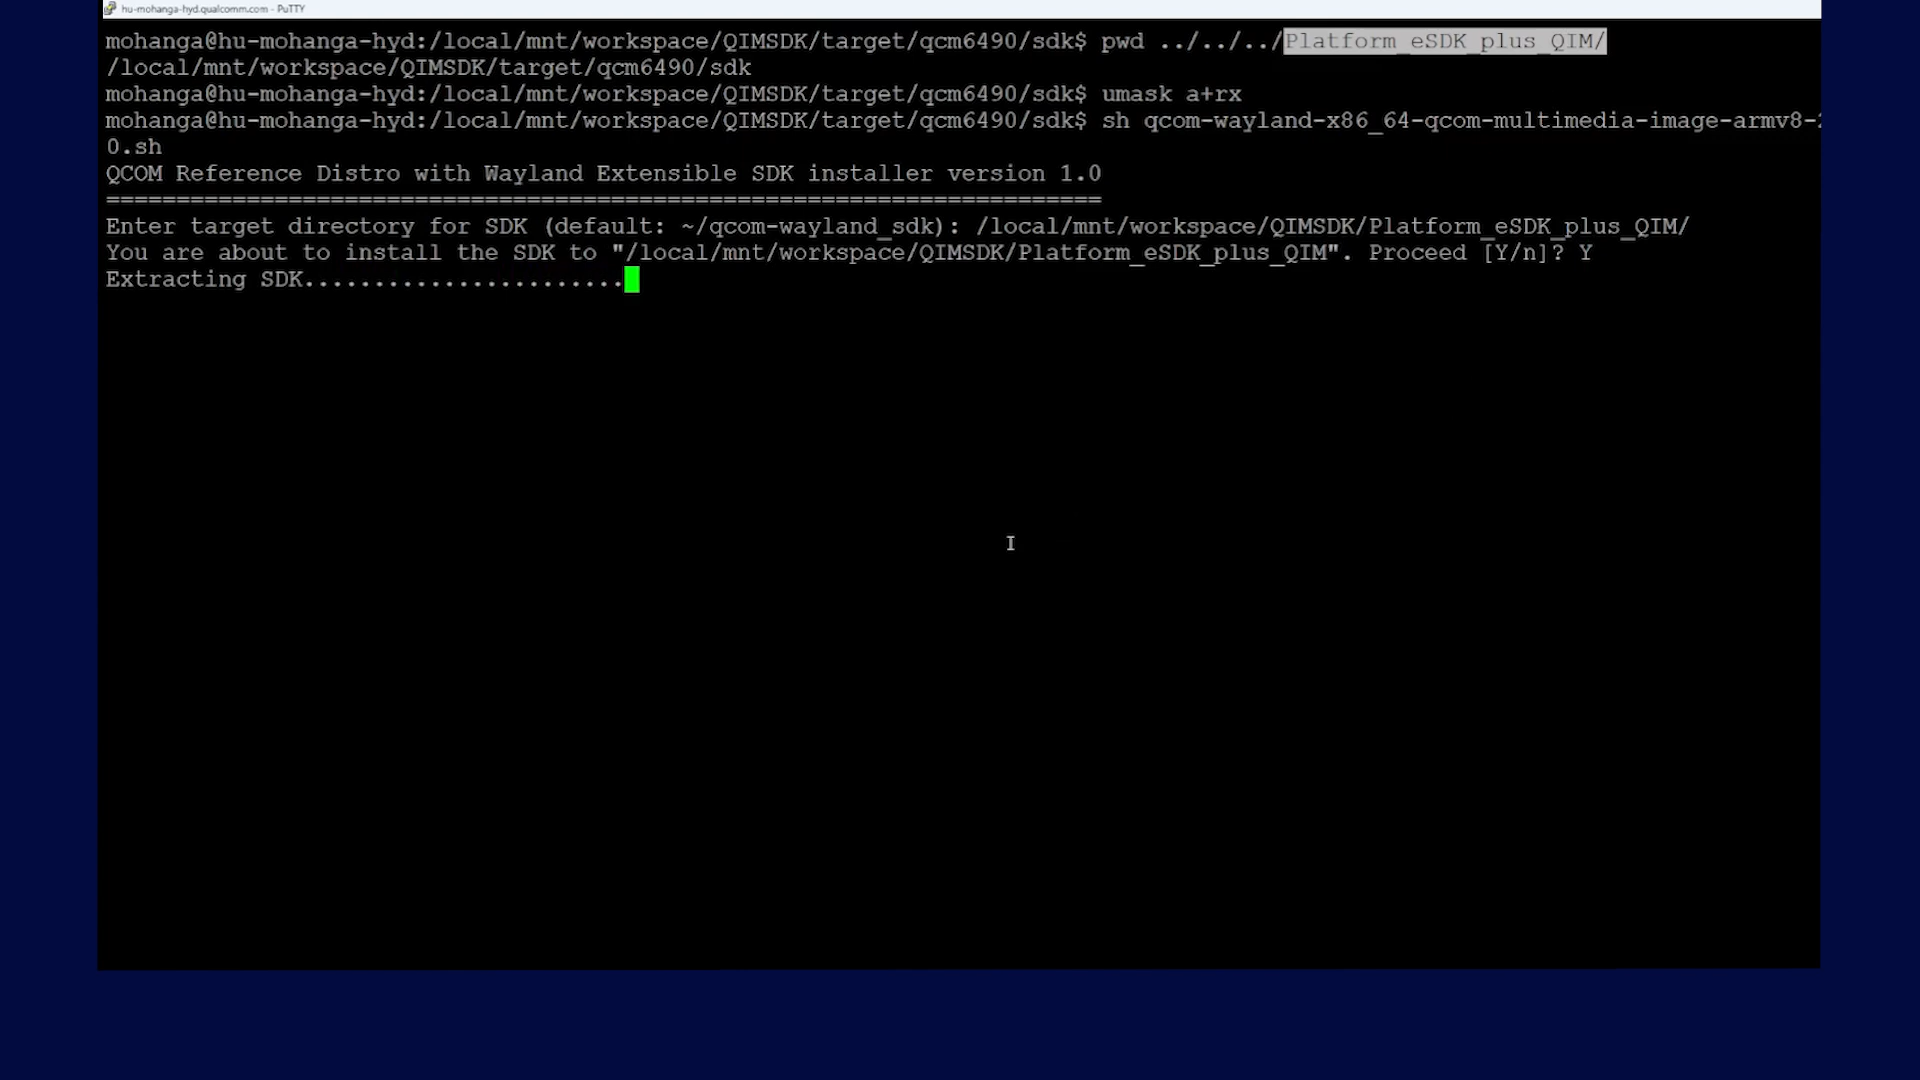 hu-mohanga-hyd.qualcomm.com - PuTTY
mohanga@hu-mohanga-hyd:/local/mnt/workspace/QIMSDK/target/qcm6490/sdk$ pwd ../../../Platform_eSDK_plus_QIM/
/local/mnt/workspace/QIMSDK/target/qcm6490/sdk
mohanga@hu-mohanga-hyd:/local/mnt/workspace/QIMSDK/target/qcm6490/sdk$ umask a+rx
mohanga@hu-mohanga-hyd:/local/mnt/workspace/QIMSDK/target/qcm6490/sdk$ sh qcom-wayland-x86_64-qcom-multimedia-image-armv8-2
0.sh
QCOM Reference Distro with Wayland Extensible SDK installer version 1.0
=======================================================================
Enter target directory for SDK (default: ~/qcom-wayland_sdk): /local/mnt/workspace/QIMSDK/Platform_eSDK_plus_QIM/
You are about to install the SDK to "/local/mnt/workspace/QIMSDK/Platform_eSDK_plus_QIM". Proceed [Y/n]? Y
Extracting SDK.......................